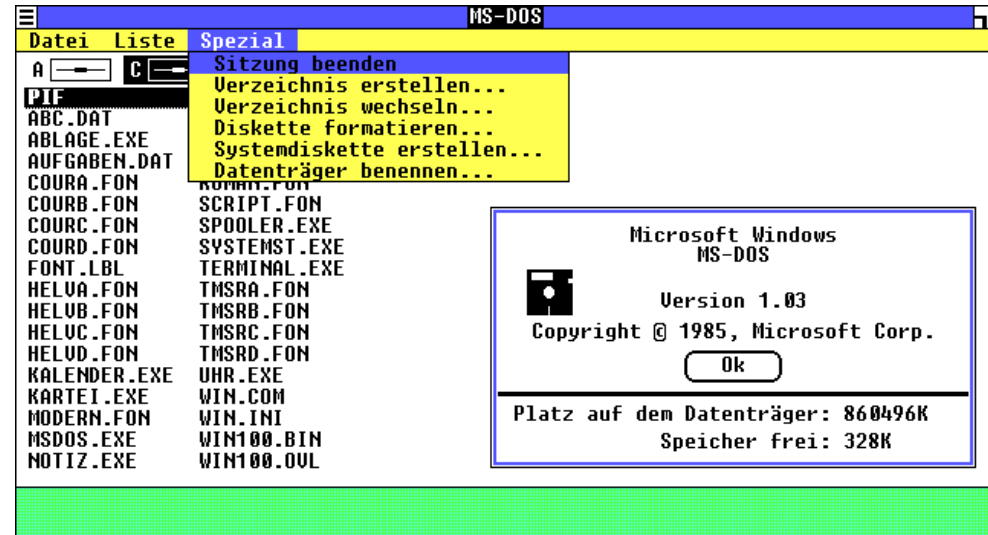 MS-DOS
Datei Liste Spezial
A C
Sitzung beenden
Verzeichnis erstellen...
Verzeichnis wechseln...
Diskette formatieren...
Systemdiskette erstellen...
Datenträger benennen...
PIF
ABC.DAT
ABLAGE.EXE
AUFGABEN.DAT
COURA.FON
COURB.FON
COURC.FON
COURD.FON
FONT.LBL
HELVA.FON
HELVB.FON
HELVC.FON
HELVD.FON
KALENDER.EXE
KARTEI.EXE
MODERN.FON
MSDOS.EXE
NOTIZ.EXE
ROMAN.FON
SCRIPT.FON
SPOOLER.EXE
SYSTEMST.EXE
TERMINAL.EXE
TMSRA.FON
TMSRB.FON
TMSRC.FON
TMSRD.FON
UHR.EXE
WIN.COM
WIN.INI
WIN100.BIN
WIN100.OVL
Microsoft Windows
MS-DOS
Version 1.03
Copyright © 1985, Microsoft Corp.
Ok
Platz auf dem Datenträger: 860496K
Speicher frei: 328K